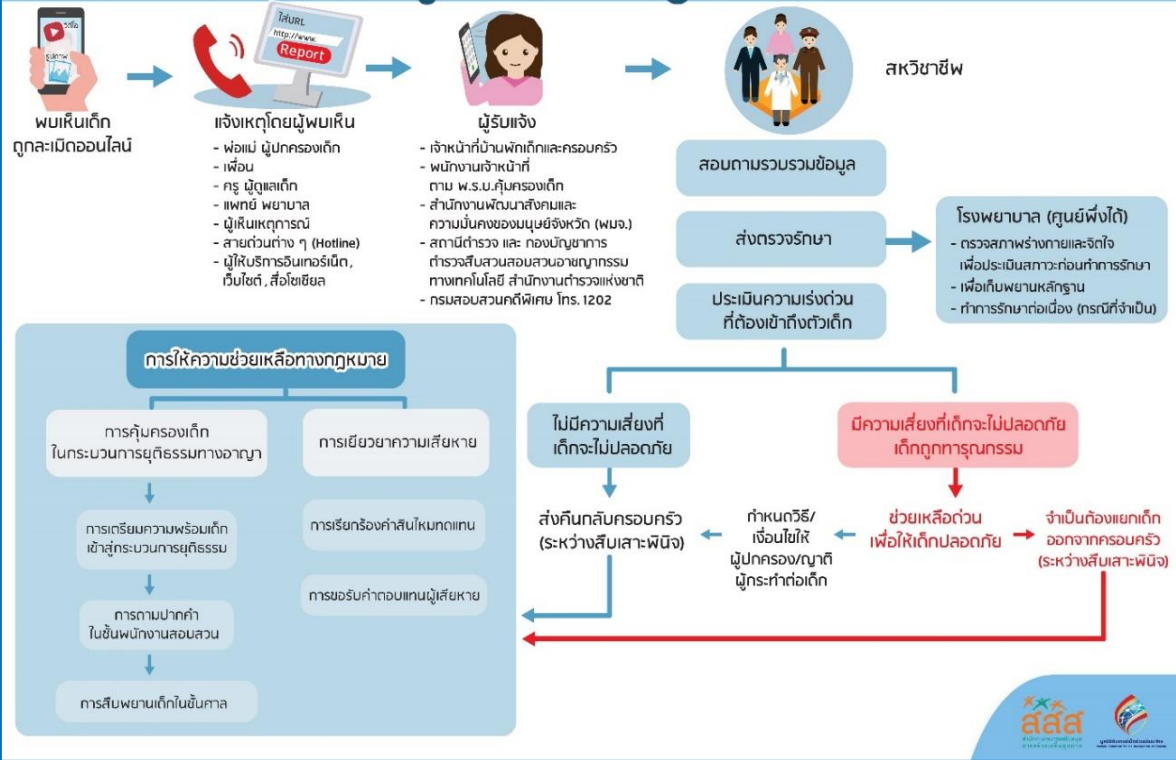 วิดีโอ
รูปภาพ
พบเห็นเด็ก
ถูกละเมิดออนไลน์
ใส่URL
http://www.
Report
แจ้งเหตุโดยผู้พบเห็น
- พ่อแม่ ผู้ปกครองเด็ก
- เพื่อน
- ครู ผู้ดูแลเด็ก
- แพทย์ พยาบาล
- ผู้เห็นเหตุการณ์
- สายด่วนต่าง ๆ (Hotline)
- ผู้ให้บริการอินเทอร์เน็ต,
เว็บไซต์, สื่อโซเชียล
ผู้รับแจ้ง
- เจ้าหน้าที่บ้านพักเด็กและครอบครัว
- พนักงานเจ้าหน้าที่
ตาม พ.ร.บ.คุ้มครองเด็ก
- สำนักงานพัฒนาสังคมและ
ความมั่นคงของมนุษย์จังหวัด (พมจ.)
- สถานีตำรวจ และ กองบัญชาการ
ตำรวจสืบสวนสอบสวนอาชญากรรม
ทางเทคโนโลยี สำนักงานตำรวจแห่งชาติ
- กรมสอบสวนคดีพิเศษ โทร. 1202
สหวิชาชีพ
สอบถามรวบรวมข้อมูล
ส่งตรวจรักษา
ประเมินความเร่งด่วน
ที่ต้องเข้าถึงตัวเด็ก
โรงพยาบาล (ศูนย์พึ่งได้)
- ตรวจสภาพร่างกายและจิตใจ
เพื่อประเมินสภาวะก่อนทำการรักษา
- เพื่อเก็บพยานหลักฐาน
- ทำการรักษาต่อเนื่อง (กรณีที่จำเป็น)
ไม่มีความเสี่ยงที่
เด็กจะไม่ปลอดภัย
มีความเสี่ยงที่เด็กจะไม่ปลอดภัย
เด็กถูกทารุณกรรม
ส่งคืนกลับครอบครัว
(ระหว่างสืบเสาะพินิจ)
กำหนดวิธี/
เงื่อนไขให้
ผู้ปกครอง/ญาติ
ผู้กระทำต่อเด็ก
ช่วยเหลือด่วน
เพื่อให้เด็กปลอดภัย
จำเป็นต้องแยกเด็ก
ออกจากครอบครัว
(ระหว่างสืบเสาะพินิจ)
การให้ความช่วยเหลือทางกฎหมาย
การคุ้มครองเด็ก
ในกระบวนการยุติธรรมทางอาญา
การเตรียมความพร้อมเด็ก
เข้าสู่กระบวนการยุติธรรม
การถามปากคำ
ในชั้นพนักงานสอบสวน
การสืบพยานเด็กในชั้นศาล
การเยียวยาความเสียหาย
การเรียกร้องค่าสินไหมทดแทน
การขอรับค่าตอบแทนผู้เสียหาย
สสส